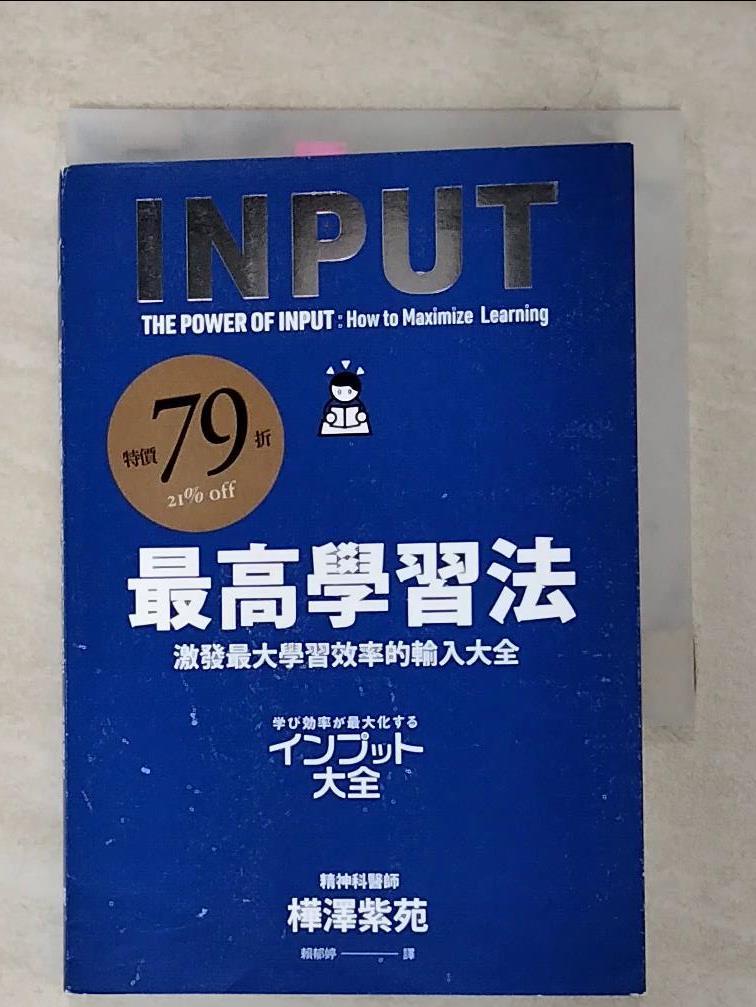 INPUT
THE POWER OF INPUT : How to Maximize Learning
特價 79 折
21% off
最高學習法
激發最大學習效率的輸入大全
学び効率が最大化する
インプット
大全
精神科醫師
樺澤紫苑
賴郁婷 —— 譯